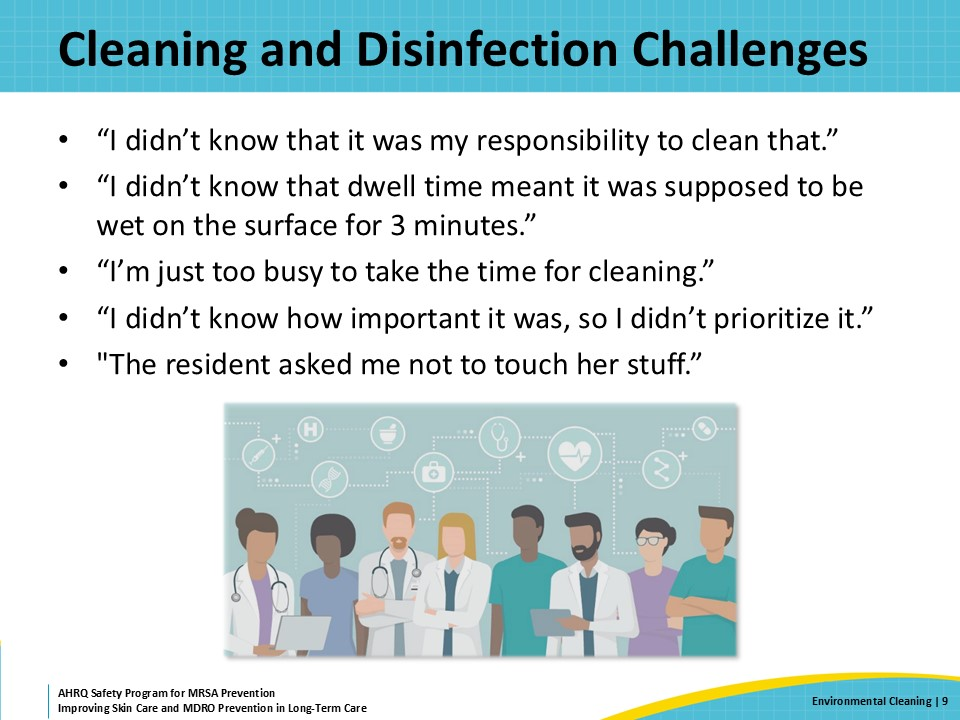 Cleaning and Disinfection Challenges
• “I didn’t know that it was my responsibility to clean that.”
• “I didn’t know that dwell time meant it was supposed to be
wet on the surface for 3 minutes.”
• “I’m just too busy to take the time for cleaning.”
• “I didn’t know how important it was, so I didn’t prioritize it.”
• "The resident asked me not to touch her stuff.”
H
AHRQ Safety Program for MRSA Prevention
Improving Skin Care and MDRO Prevention in Long-Term Care
Environmental Cleaning | 9